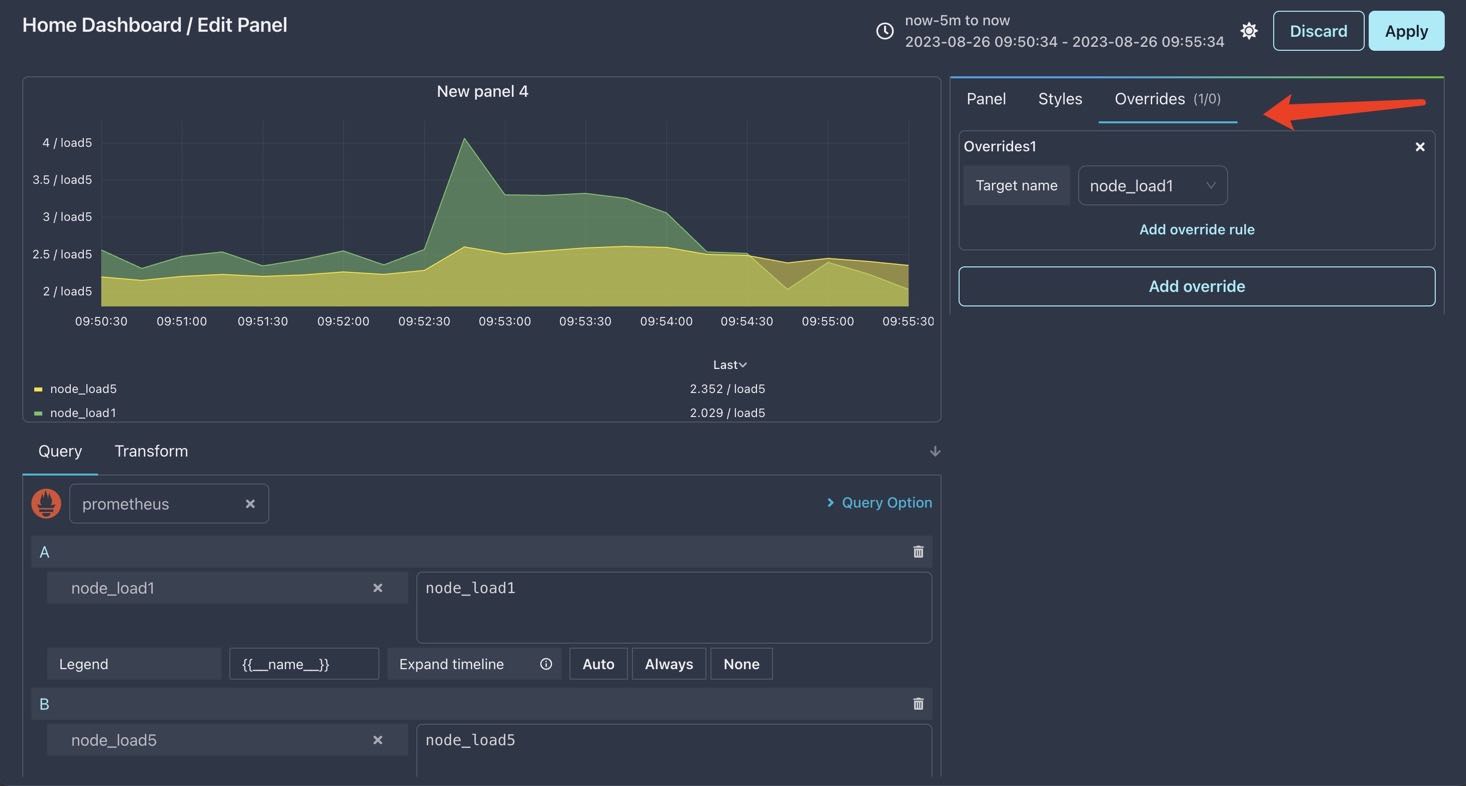 Home Dashboard / Edit Panel
now-5m to now
2023-08-26 09:50:34 - 2023-08-26 09:55:34
Discard
Apply
New panel 4
4 / load5
3.5 / load5
3 / load5
2.5 / load5
2 / load5
09:50:30 09:51:00 09:51:30 09:52:00 09:52:30 09:53:00 09:53:30 09:54:00 09:54:30 09:55:00 09:55:30
Last
node_load5 2.352 / load5
node_load1 2.029 / load5
Panel Styles Overrides (1/0)
Overrides1
Target name node_load1
Add override rule
Add override
Query Transform
prometheus Query Option
A
node_load1 node_load1
Legend {{__name__}} Expand timeline Auto Always None
B
node_load5 node_load5